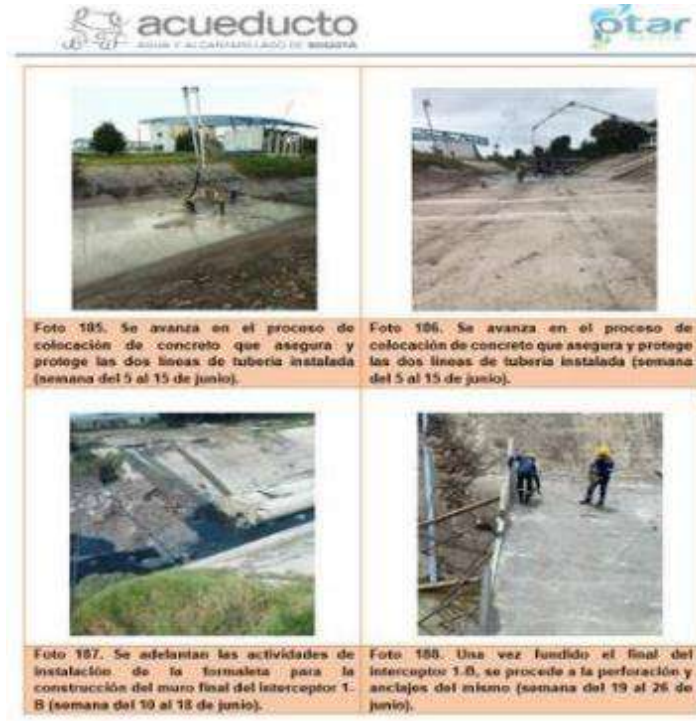 acueducto
AGUA Y ALCANTARILLADO DE BOGOTÁ
ptar
Foto 185. Se avanza en el proceso de
colocación de concreto que asegura y
protege las dos líneas de tubería instalada
(semana del 5 al 15 de junio).
Foto 186. Se avanza en el proceso de
colocación de concreto que asegura y protege
las dos líneas de tubería instalada (semana
del 5 al 15 de junio).
Foto 187. Se adelantan las actividades de
instalación de la formaleta para la
construcción del muro final del interceptor 1-
B (semana del 10 al 18 de junio).
Foto 188. Una vez fundido el final del
interceptor 1-B, se procede a la perforación y
anclajes del mismo (semana del 19 al 26 de
junio).